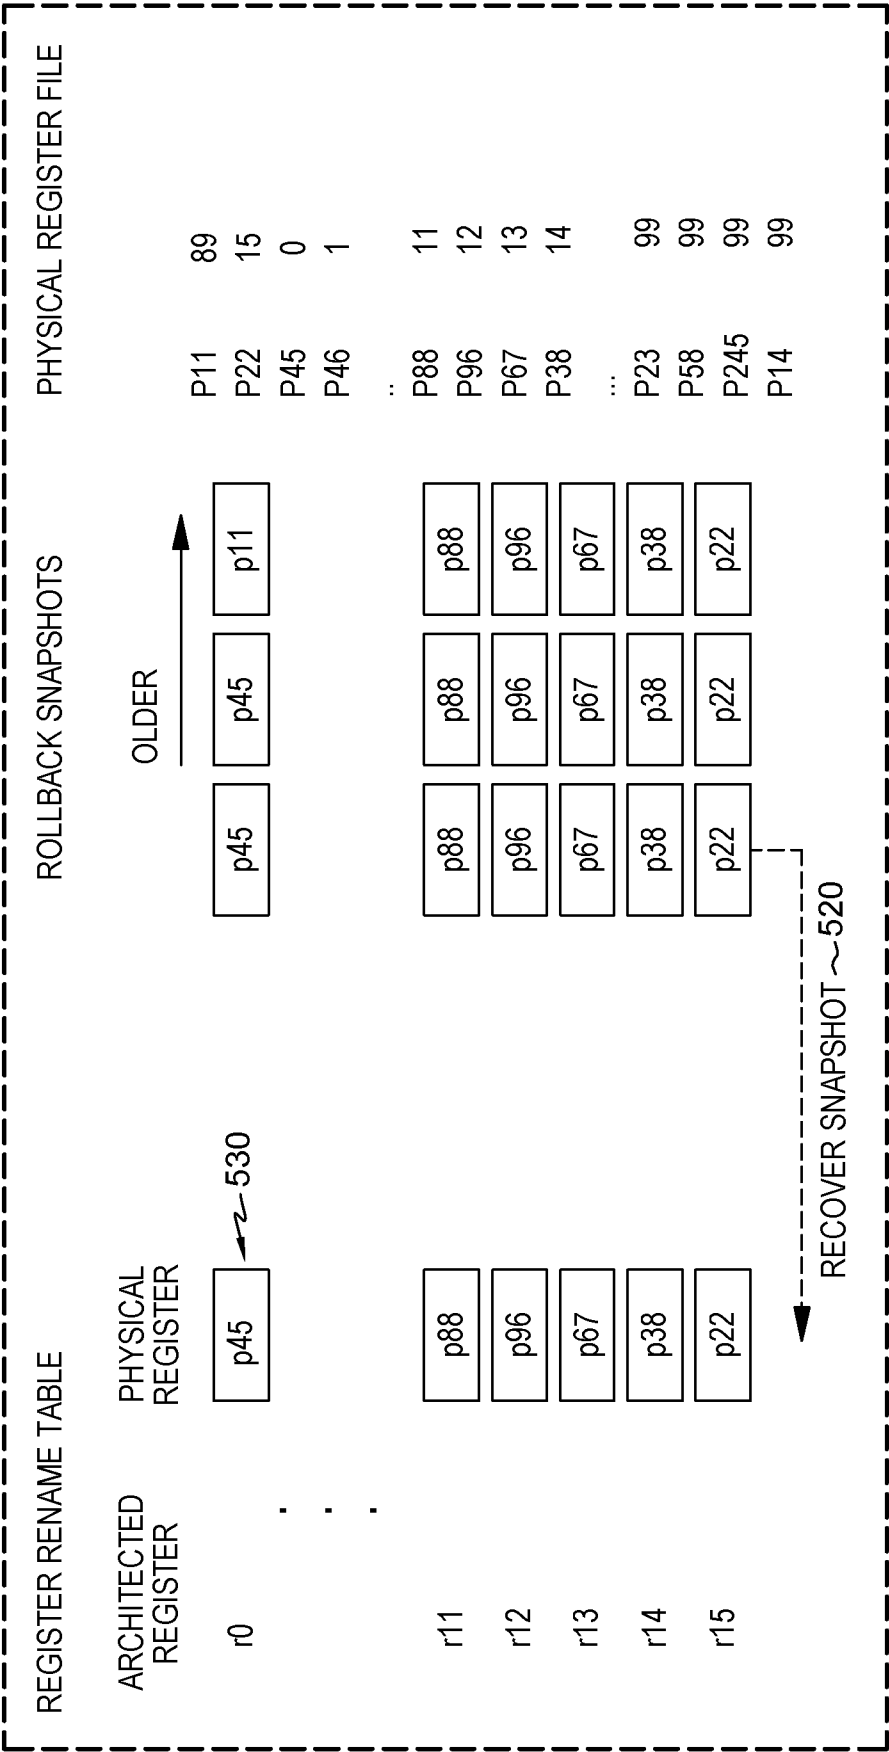 REGISTER RENAME TABLE ROLLBACK SNAPSHOTS PHYSICAL REGISTER FILE
ARCHITECTED REGISTER PHYSICAL REGISTER OLDER
r0 p45 530 p45 p45 p11
r11 p88 p88 p88 p88
r12 p96 p96 p96 p96
r13 p67 p67 p67 p67
r14 p38 p38 p38 p38
r15 p22 p22 p22 p22
RECOVER SNAPSHOT 520
P11 89
P22 15
P45 0
P46 1
..
P88 11
P96 12
P67 13
P38 14
...
P23 99
P58 99
P245 99
P14 99